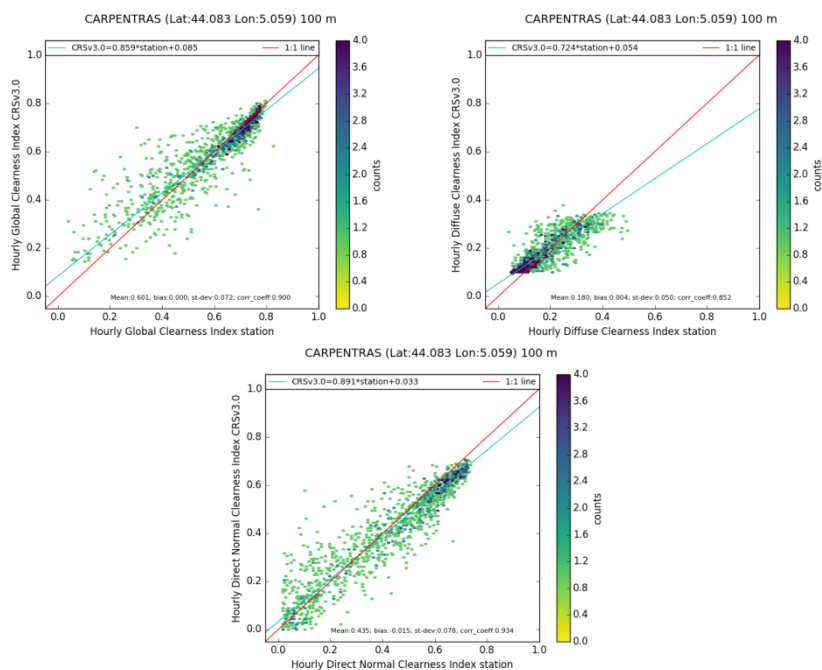 CARPENTRAS (Lat:44.083 Lon:5.059) 100 m
CRSv3.0=0.859*station+0.085
1:1 line
Hourly Global Clearness Index CRSv3.0
1.0
0.8
0.6
0.4
0.2
0.0
Mean:0.601; bias:0.000; st-dev:0.072; corr_coeff:0.900
0.0 0.2 0.4 0.6 0.8 1.0
Hourly Global Clearness Index station
4.0
3.6
3.2
2.8
2.4
2.0
1.6
1.2
0.8
0.4
0.0
counts
CARPENTRAS (Lat:44.083 Lon:5.059) 100 m
CRSv3.0=0.724*station+0.054
1:1 line
Hourly Diffuse Clearness Index CRSv3.0
1.0
0.8
0.6
0.4
0.2
0.0
Mean:0.180; bias:0.004; st-dev:0.050; corr_coeff:0.852
0.0 0.2 0.4 0.6 0.8 1.0
Hourly Diffuse Clearness Index station
4.0
3.6
3.2
2.8
2.4
2.0
1.6
1.2
0.8
0.4
0.0
counts
CARPENTRAS (Lat:44.083 Lon:5.059) 100 m
CRSv3.0=0.891*station+0.033
1:1 line
Hourly Direct Normal Clearness Index CRSv3.0
1.0
0.8
0.6
0.4
0.2
0.0
Mean:0.435; bias:-0.015; st-dev:0.078; corr_coeff:0.934
0.0 0.2 0.4 0.6 0.8 1.0
Hourly Direct Normal Clearness Index station
4.0
3.6
3.2
2.8
2.4
2.0
1.6
1.2
0.8
0.4
0.0
counts